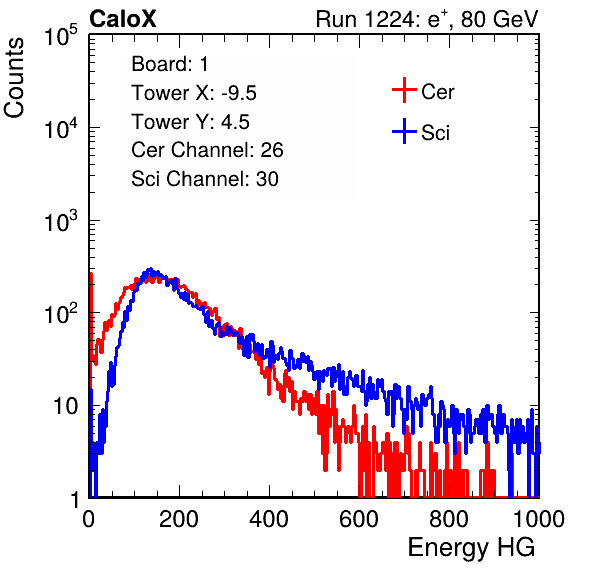 CaloX Run 1224: e⁺, 80 GeV
Counts
Board: 1
Tower X: -9.5
Tower Y: 4.5
Cer Channel: 26
Sci Channel: 30
Cer
Sci
10⁵
10⁴
10³
10²
10
1
0 200 400 600 800 1000
Energy HG